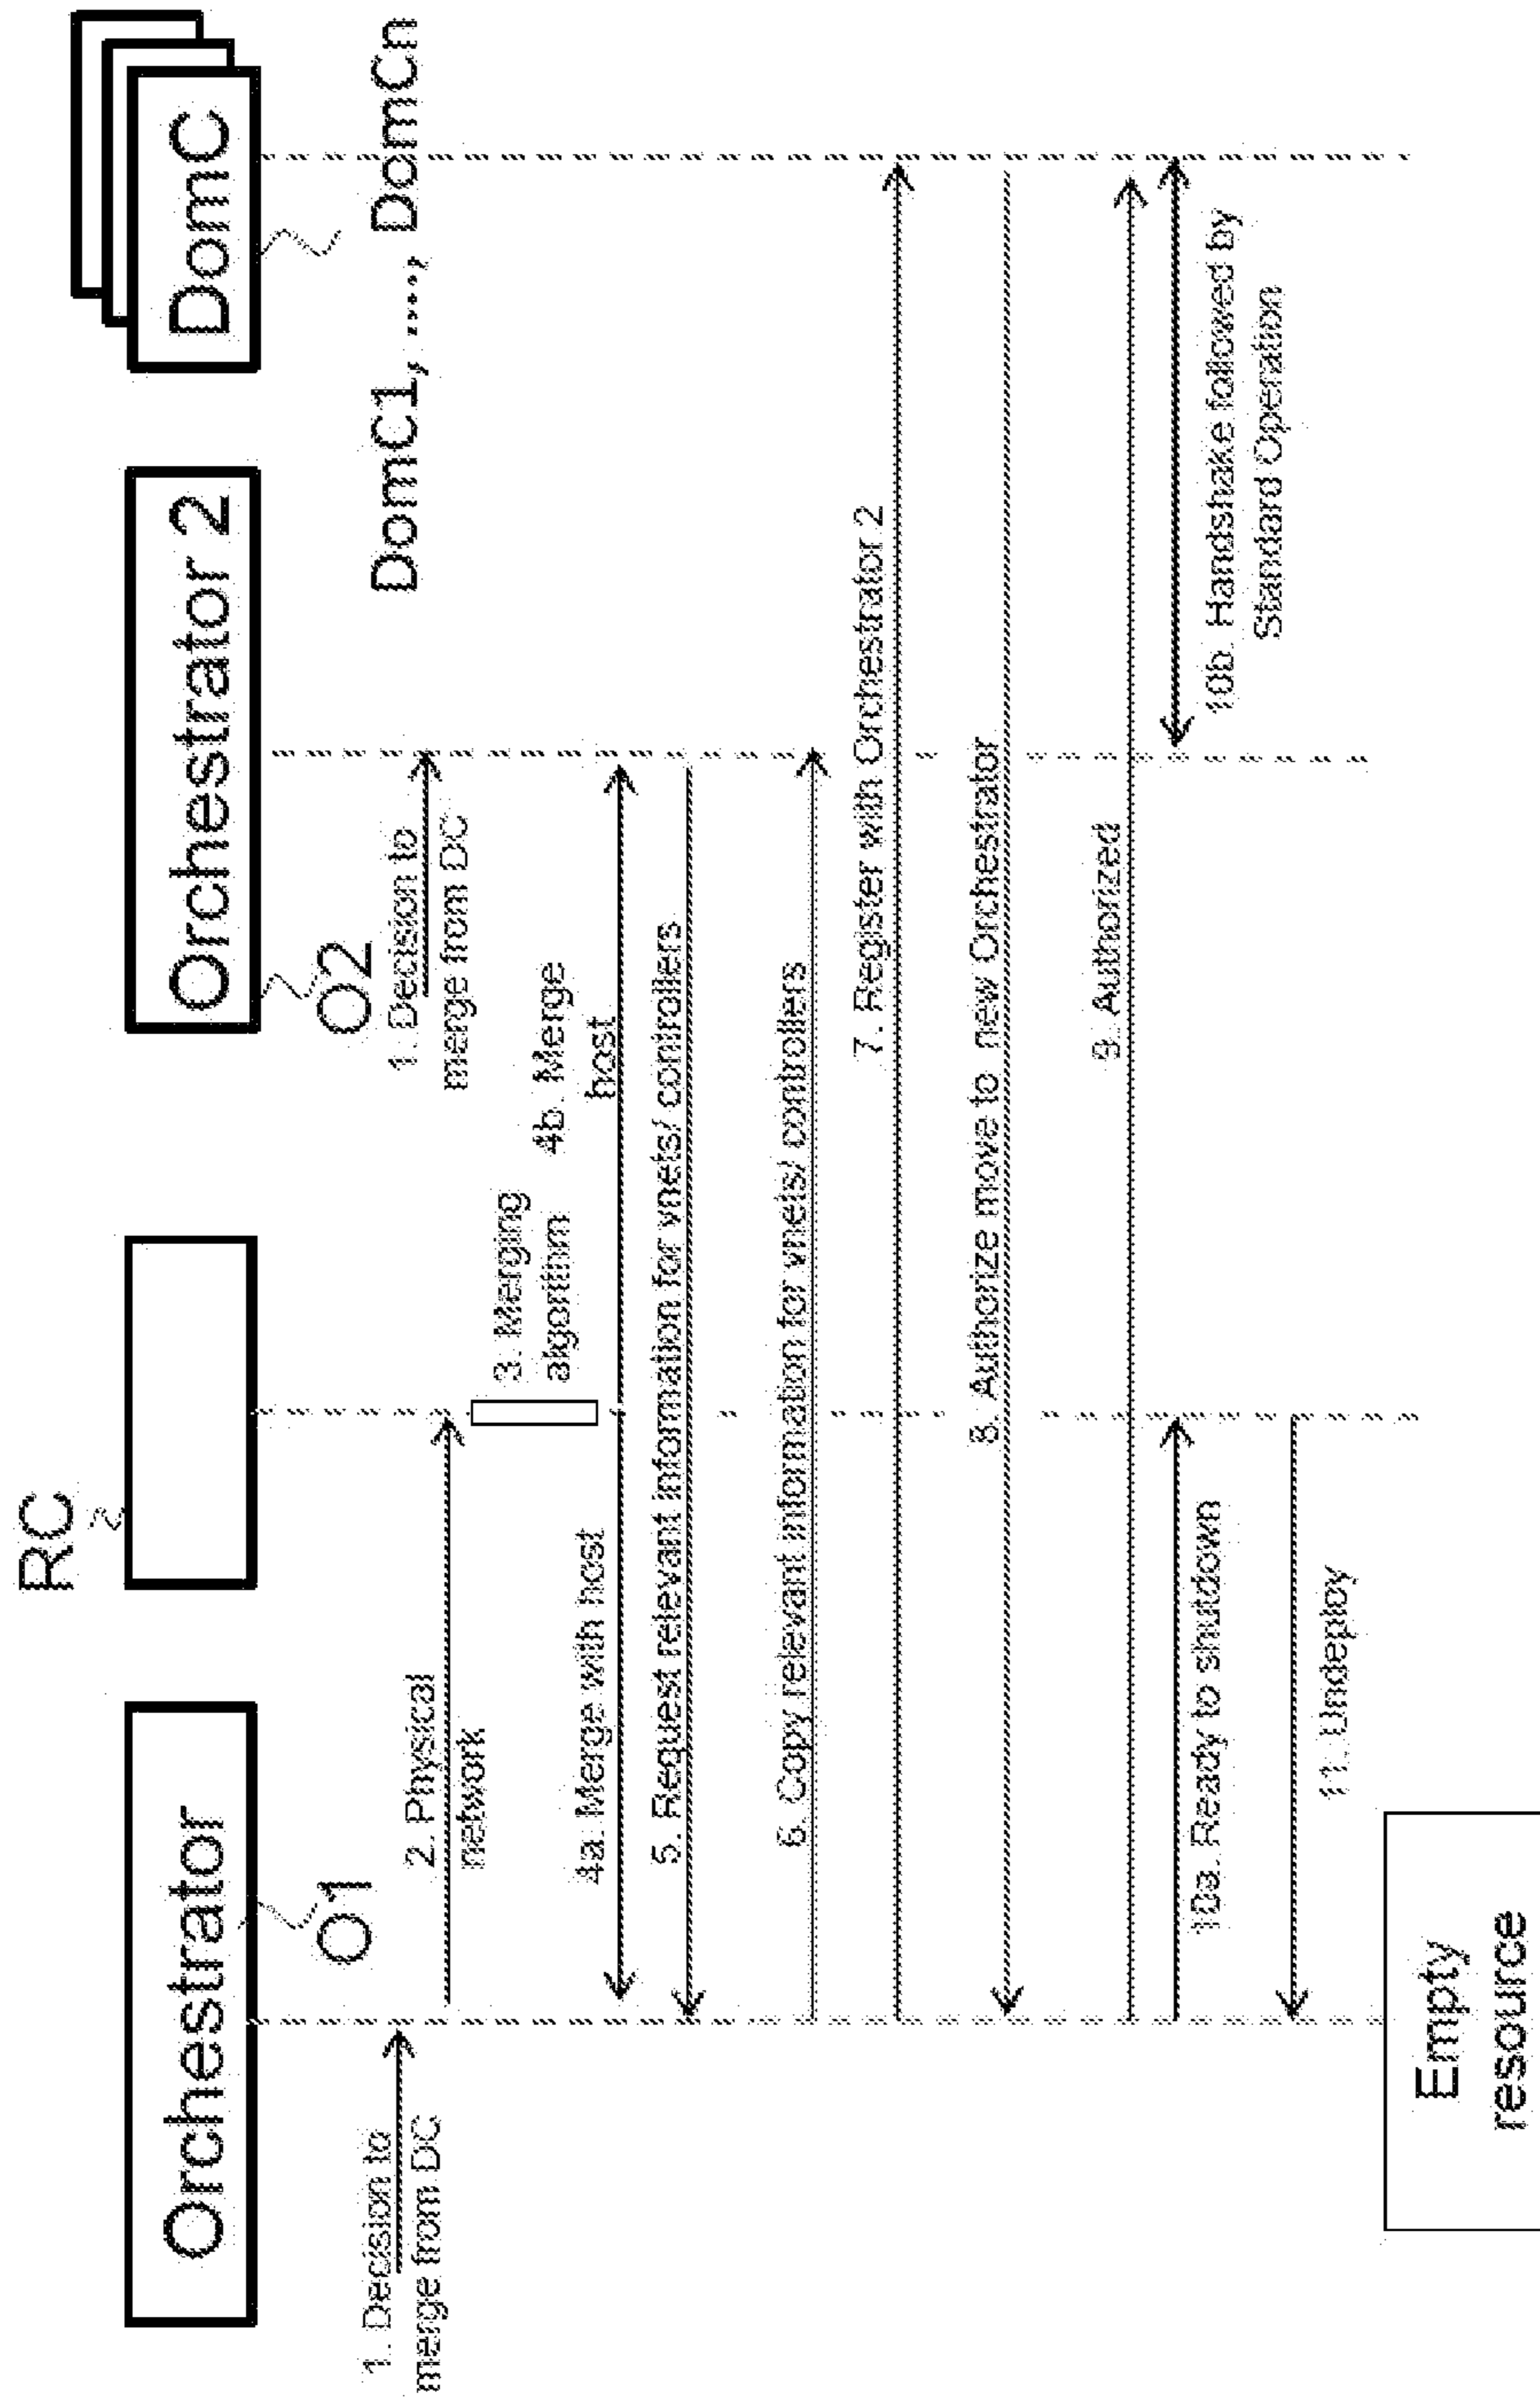 RC
Orchestrator
Orchestrator 2
DomC
O1
O2
DomC1, ...., DomCn
1. Decision to
merge from DC
1. Decision to
merge from DC
2. Physical
network
3. Merging
algorithm
4a. Merge with host
4b. Merge
host
5. Request relevant information for vnets/ controllers
6. Copy relevant information for vnets/ controllers
7. Register with Orchestrator 2
8. Authorize move to new Orchestrator
9. Authorized
10a. Ready to shutdown
10b. Handshake followed by
Standard Operation
11. Undeploy
Empty
resource